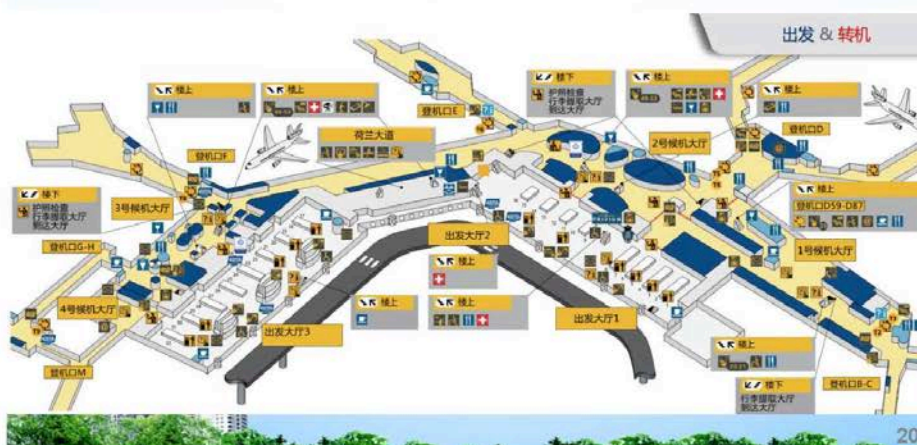 出发 & 转机
楼上
楼上
楼下
护照检查
行李提取大厅
到达大厅
楼上
楼上
登机口E
荷兰大道
2号候机大厅
登机口D
登机口F
楼下
护照检查
行李提取大厅
到达大厅
3号候机大厅
楼上
登机口D59-D87
登机口G-H
出发大厅2
1号候机大厅
楼上
4号候机大厅
楼上
楼上
出发大厅3
出发大厅1
楼上
登机口M
楼下
行李提取大厅
到达大厅
登机口B-C
20